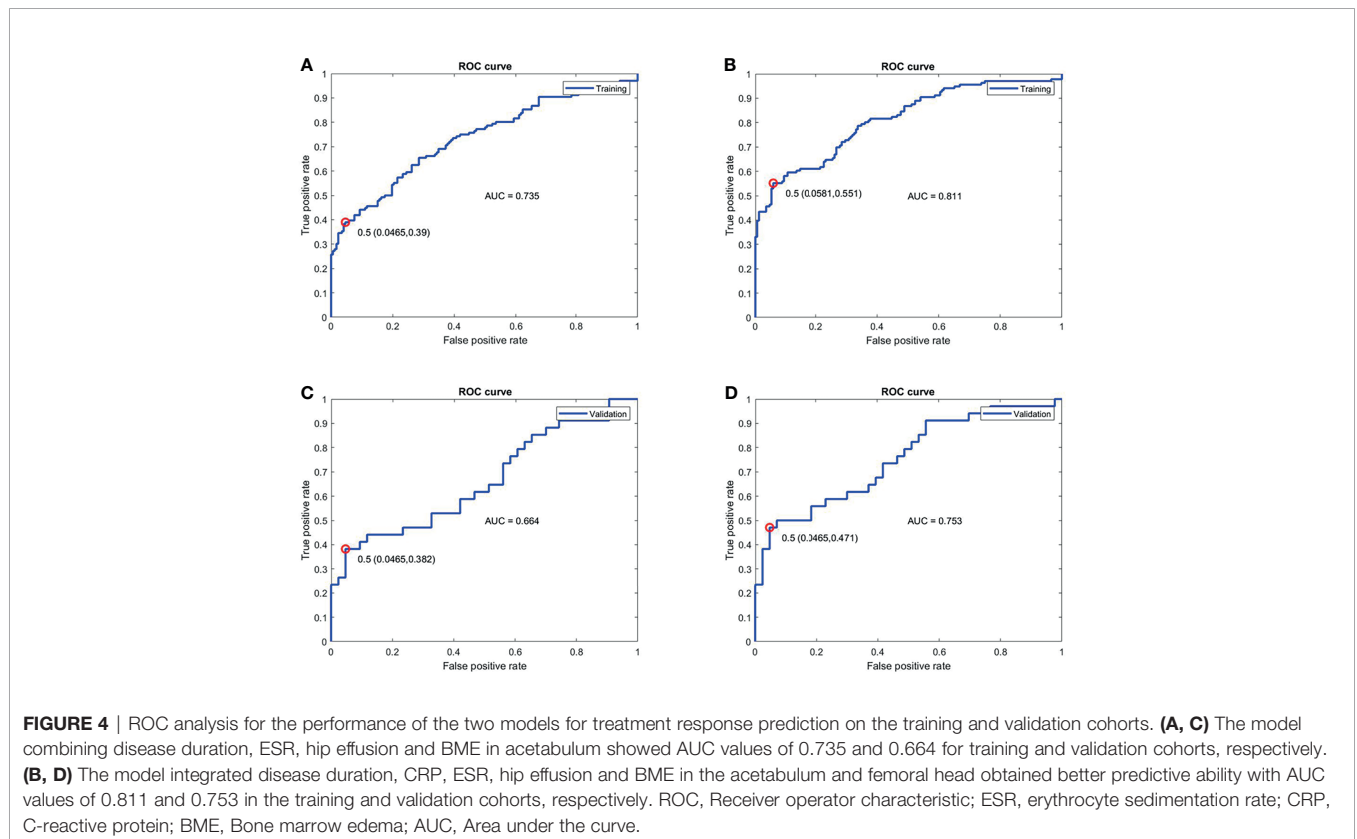 A
ROC curve
Training
1
0.9
0.8
0.7
0.6
0.5
0.4
0.3
0.2
0.1
0
True positive rate
AUC = 0.735
0.5 (0.0465,0.39)
0
0.2
0.4
0.6
0.8
1
False positive rate
B
ROC curve
Training
1
0.9
0.8
0.7
0.6
0.5
0.4
0.3
0.2
0.1
0
True positive rate
AUC = 0.811
0.5 (0.0581,0.551)
0
0.2
0.4
0.6
0.8
1
False positive rate
C
ROC curve
Validation
1
0.9
0.8
0.7
0.6
0.5
0.4
0.3
0.2
0.1
0
True positive rate
AUC = 0.664
0.5 (0.0465,0.382)
0
0.2
0.4
0.6
0.8
1
False positive rate
D
ROC curve
Validation
1
0.9
0.8
0.7
0.6
0.5
0.4
0.3
0.2
0.1
0
True positive rate
AUC = 0.753
0.5 (0.0465,0.471)
0
0.2
0.4
0.6
0.8
1
False positive rate
FIGURE 4 | ROC analysis for the performance of the two models for treatment response prediction on the training and validation cohorts. (A, C) The model
combining disease duration, ESR, hip effusion and BME in acetabulum showed AUC values of 0.735 and 0.664 for training and validation cohorts, respectively.
(B, D) The model integrated disease duration, CRP, ESR, hip effusion and BME in the acetabulum and femoral head obtained better predictive ability with AUC
values of 0.811 and 0.753 in the training and validation cohorts, respectively. ROC, Receiver operator characteristic; ESR, erythrocyte sedimentation rate; CRP,
C-reactive protein; BME, Bone marrow edema; AUC, Area under the curve.